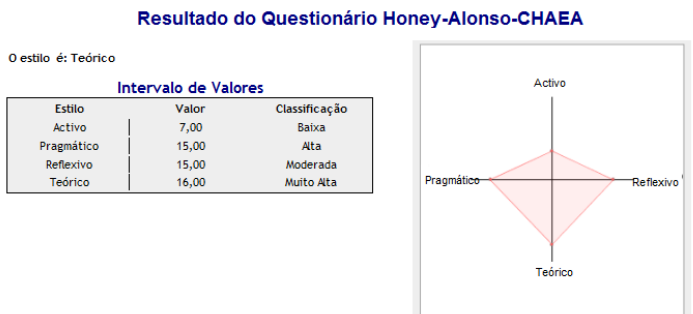 Resultado do Questionário Honey-Alonso-CHAEA
O estilo é: Teórico
Intervalo de Valores
Estilo Valor Classificação
Activo 7,00 Baixa
Pragmático 15,00 Alta
Reflexivo 15,00 Moderada
Teórico 16,00 Muito Alta
Activo
Pragmático
Reflexivo
Teórico